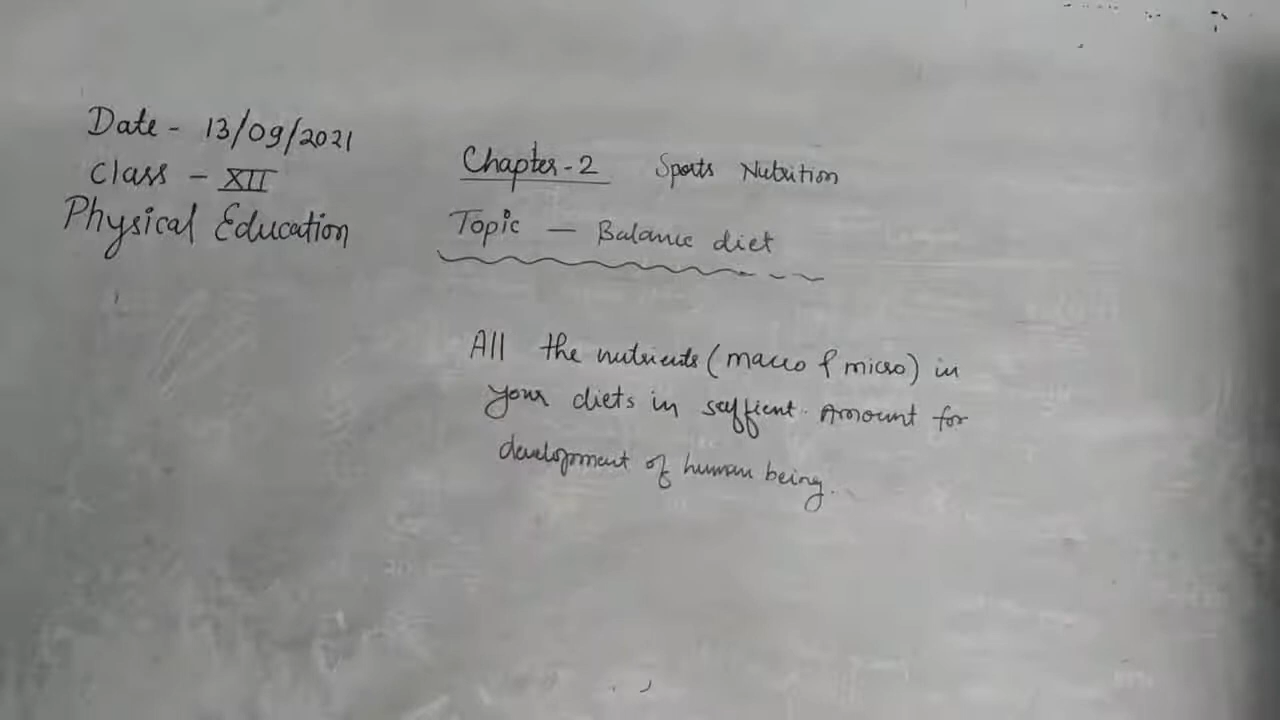 Date - 13/09/2021
Class - XII
Physical Education
Chapter-2 Sports Nutrition
Topic — Balance diet
All the nutrients (macro & micro) in
your diets in suffient. Amount for
development of human being.